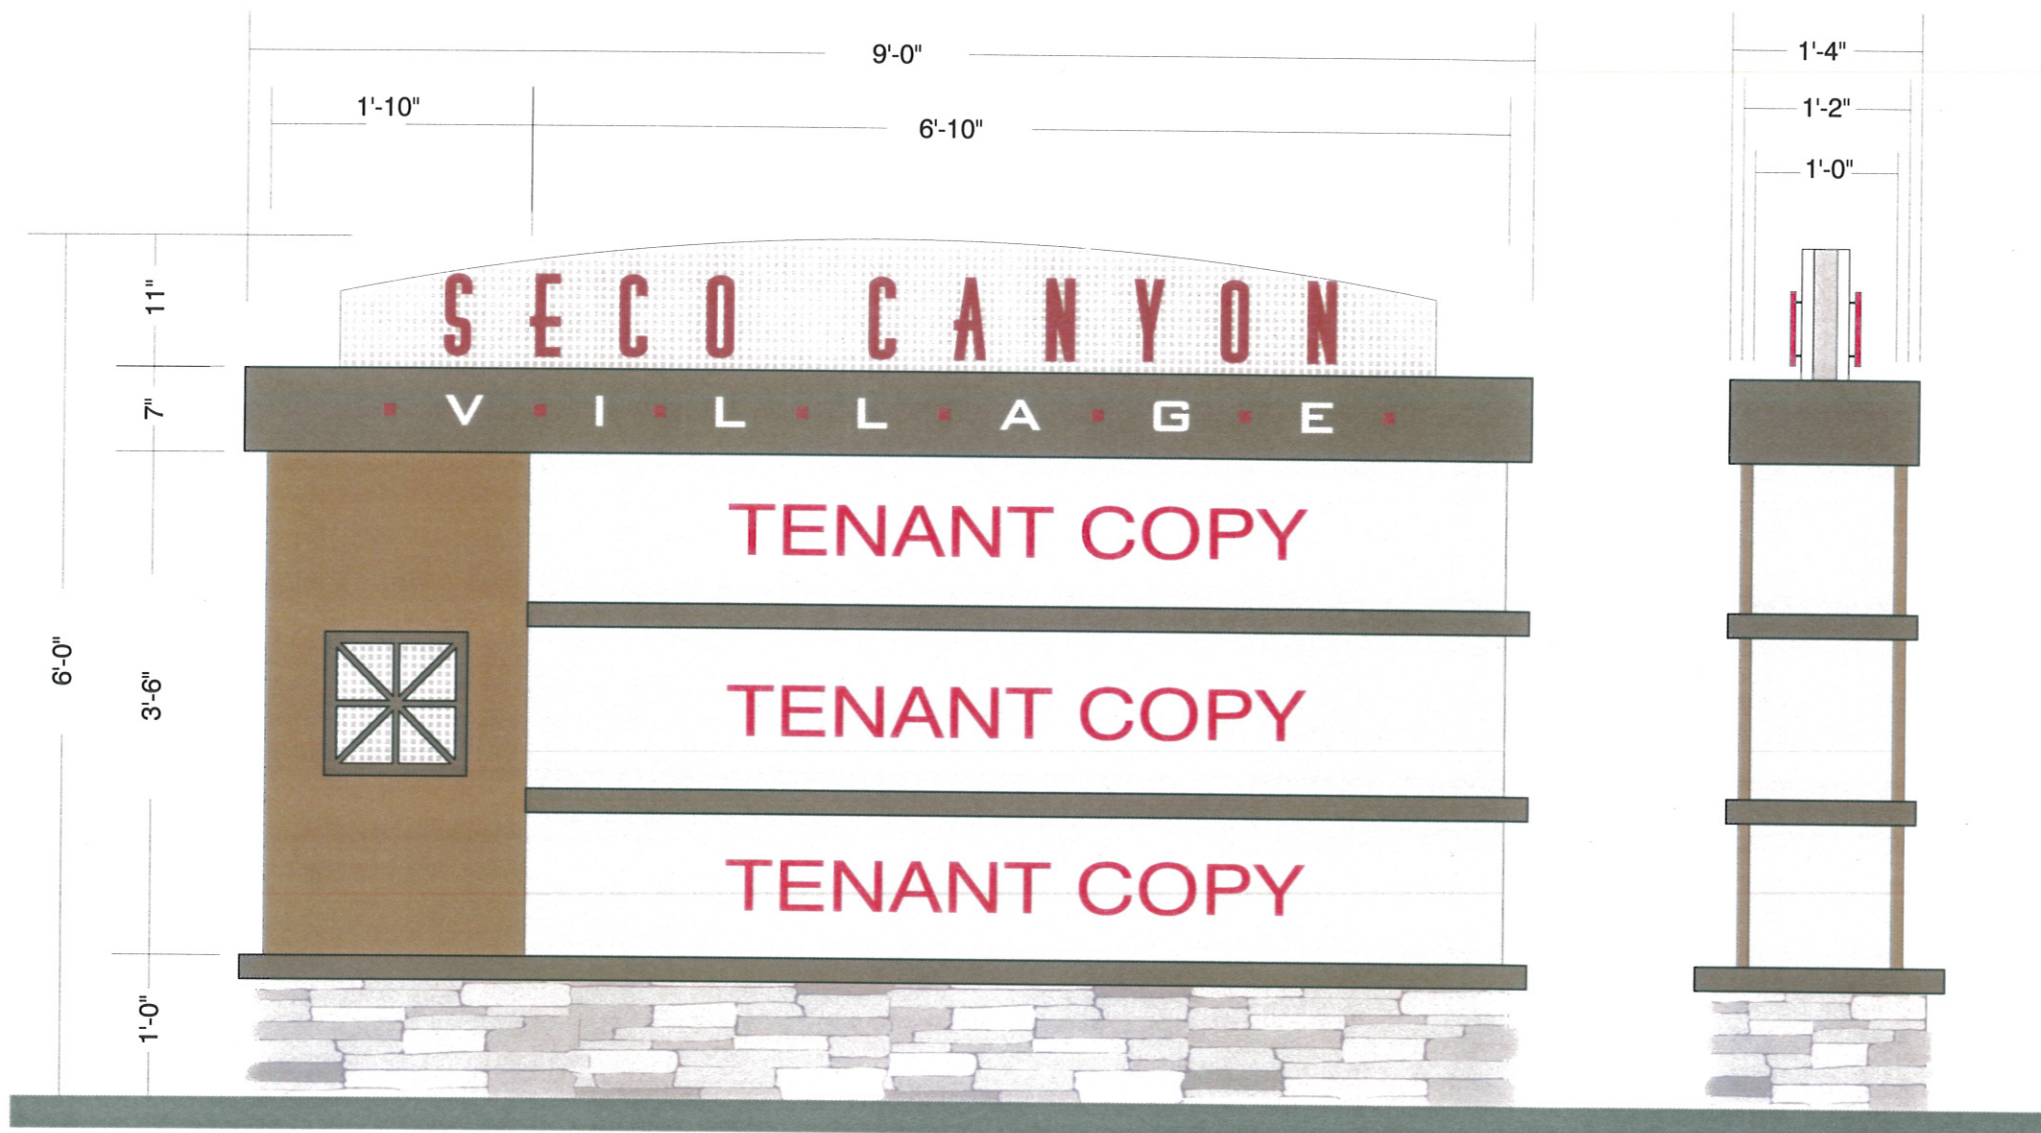 9'-0"
1'-4"
1'-10"
1'-2"
6'-10"
1'-0"
11"
SECO CANYON
7"
V I L L A G E
TENANT COPY
6'-0"
3'-6"
TENANT COPY
TENANT COPY
1'-0"